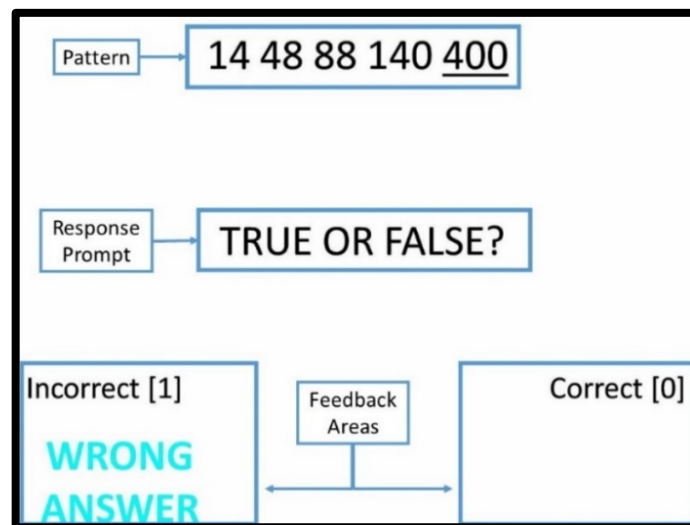 Pattern
14 48 88 140 400
Response
Prompt
TRUE OR FALSE?
Incorrect [1]
WRONG
ANSWER
Feedback
Areas
Correct [0]